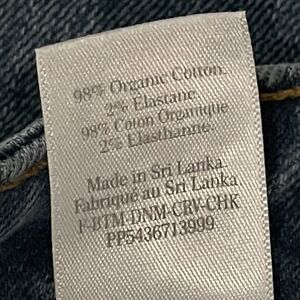 98% Organic Cotton.
2% Elastane.
98% Coton Organique
2% Elasthanne.
Made in Sri Lanka.
Fabriqué au Sri Lanka
F-BTM-DNM-CRV-CHK
PP5436713999